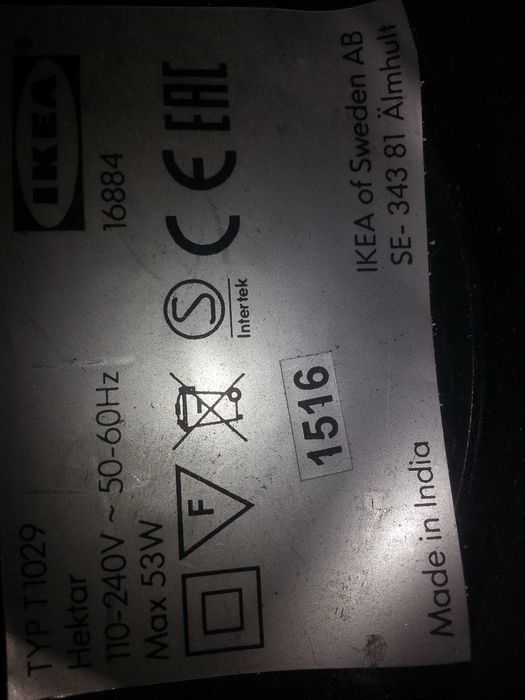 TYP T1029
Hektar
110-240V ~ 50-60Hz
Max 53W
16884
IKEA ®
F
S
Intertek
CE
EAC
1516
Made in India
IKEA of Sweden AB
SE- 343 81 Älmhult